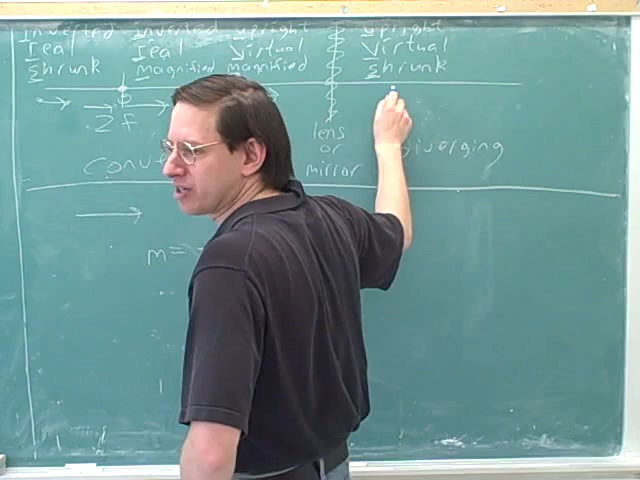 Inverted Inverted Upright Upright
Real Real Virtual Virtual
Shrunk Magnified Magnified Shrunk
2f
lens
or
mirror
Diverging
m=